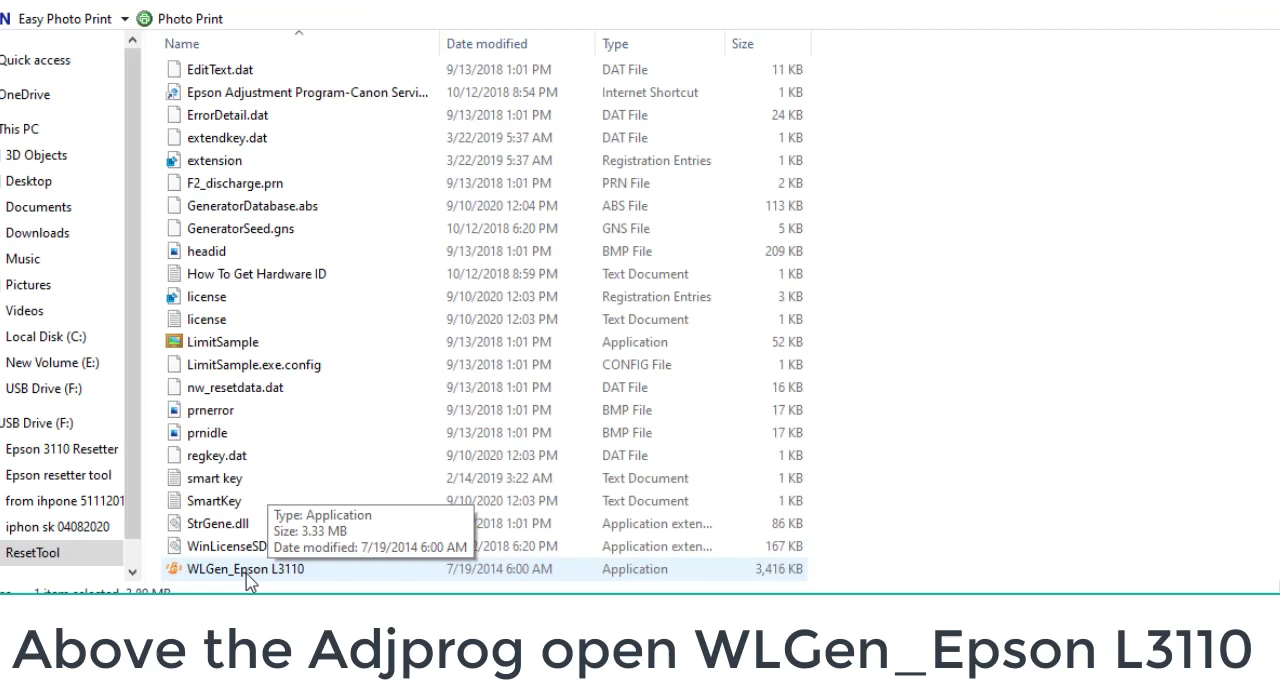 N Easy Photo Print Photo Print
Name Date modified Type Size
Quick access
OneDrive
This PC
3D Objects
Desktop
Documents
Downloads
Music
Pictures
Videos
Local Disk (C:)
New Volume (E:)
USB Drive (F:)
USB Drive (F:)
Epson 3110 Resetter
Epson resetter tool
from ihpone 5111201
iphon sk 04082020
ResetTool
EditText.dat 9/13/2018 1:01 PM DAT File 11 KB
Epson Adjustment Program-Canon Servi... 10/12/2018 8:54 PM Internet Shortcut 1 KB
ErrorDetail.dat 9/13/2018 1:01 PM DAT File 24 KB
extendkey.dat 3/22/2019 5:37 AM DAT File 1 KB
extension 3/22/2019 5:37 AM Registration Entries 1 KB
F2_discharge.prn 9/13/2018 1:01 PM PRN File 2 KB
GeneratorDatabase.abs 9/10/2020 12:04 PM ABS File 113 KB
GeneratorSeed.gns 10/12/2018 6:20 PM GNS File 5 KB
headid 9/13/2018 1:01 PM BMP File 209 KB
How To Get Hardware ID 10/12/2018 8:59 PM Text Document 1 KB
license 9/10/2020 12:03 PM Registration Entries 3 KB
license 9/10/2020 12:03 PM Text Document 1 KB
LimitSample 9/13/2018 1:01 PM Application 52 KB
LimitSample.exe.config 9/13/2018 1:01 PM CONFIG File 1 KB
nw_resetdata.dat 9/13/2018 1:01 PM DAT File 16 KB
prnerror 9/13/2018 1:01 PM BMP File 17 KB
prnidle 9/13/2018 1:01 PM BMP File 17 KB
regkey.dat 9/10/2020 12:03 PM DAT File 1 KB
smart key 2/14/2019 3:22 AM Text Document 1 KB
SmartKey 9/10/2020 12:03 PM Text Document 1 KB
StrGene.dll 2018 1:01 PM Application exten... 86 KB
WinLicenseSD 2/2018 6:20 PM Application exten... 167 KB
WLGen_Epson L3110 7/19/2014 6:00 AM Application 3,416 KB
Type: Application
Size: 3.33 MB
Date modified: 7/19/2014 6:00 AM
1 item selected 3.89 MB
Above the Adjprog open WLGen_Epson L3110